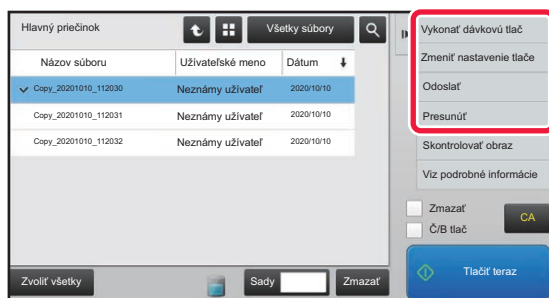 Hlavný priečinok
Všetky súbory
Názov súboru
Užívateľské meno
Dátum
Copy_20201010_112030
Neznámy užívateľ
2020/10/10
Copy_20201010_112031
Neznámy užívateľ
2020/10/10
Copy_20201010_112032
Neznámy užívateľ
2020/10/10
Zvoliť všetky
Sady
Zmazať
Vykonať dávkovú tlač
Zmeniť nastavenie tlače
Odoslať
Presunúť
Skontrolovať obraz
Viz podrobné informácie
Zmazať
Č/B tlač
CA
Tlačiť teraz